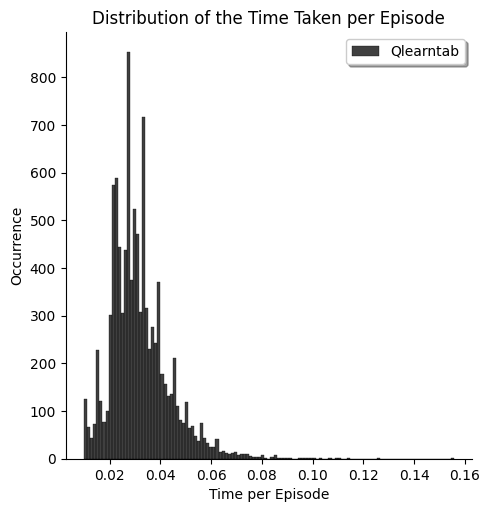 Distribution of the Time Taken per Episode
Qlearntab
800
700
600
500
400
300
200
100
0
Occurrence
0.02 0.04 0.06 0.08 0.10 0.12 0.14 0.16
Time per Episode